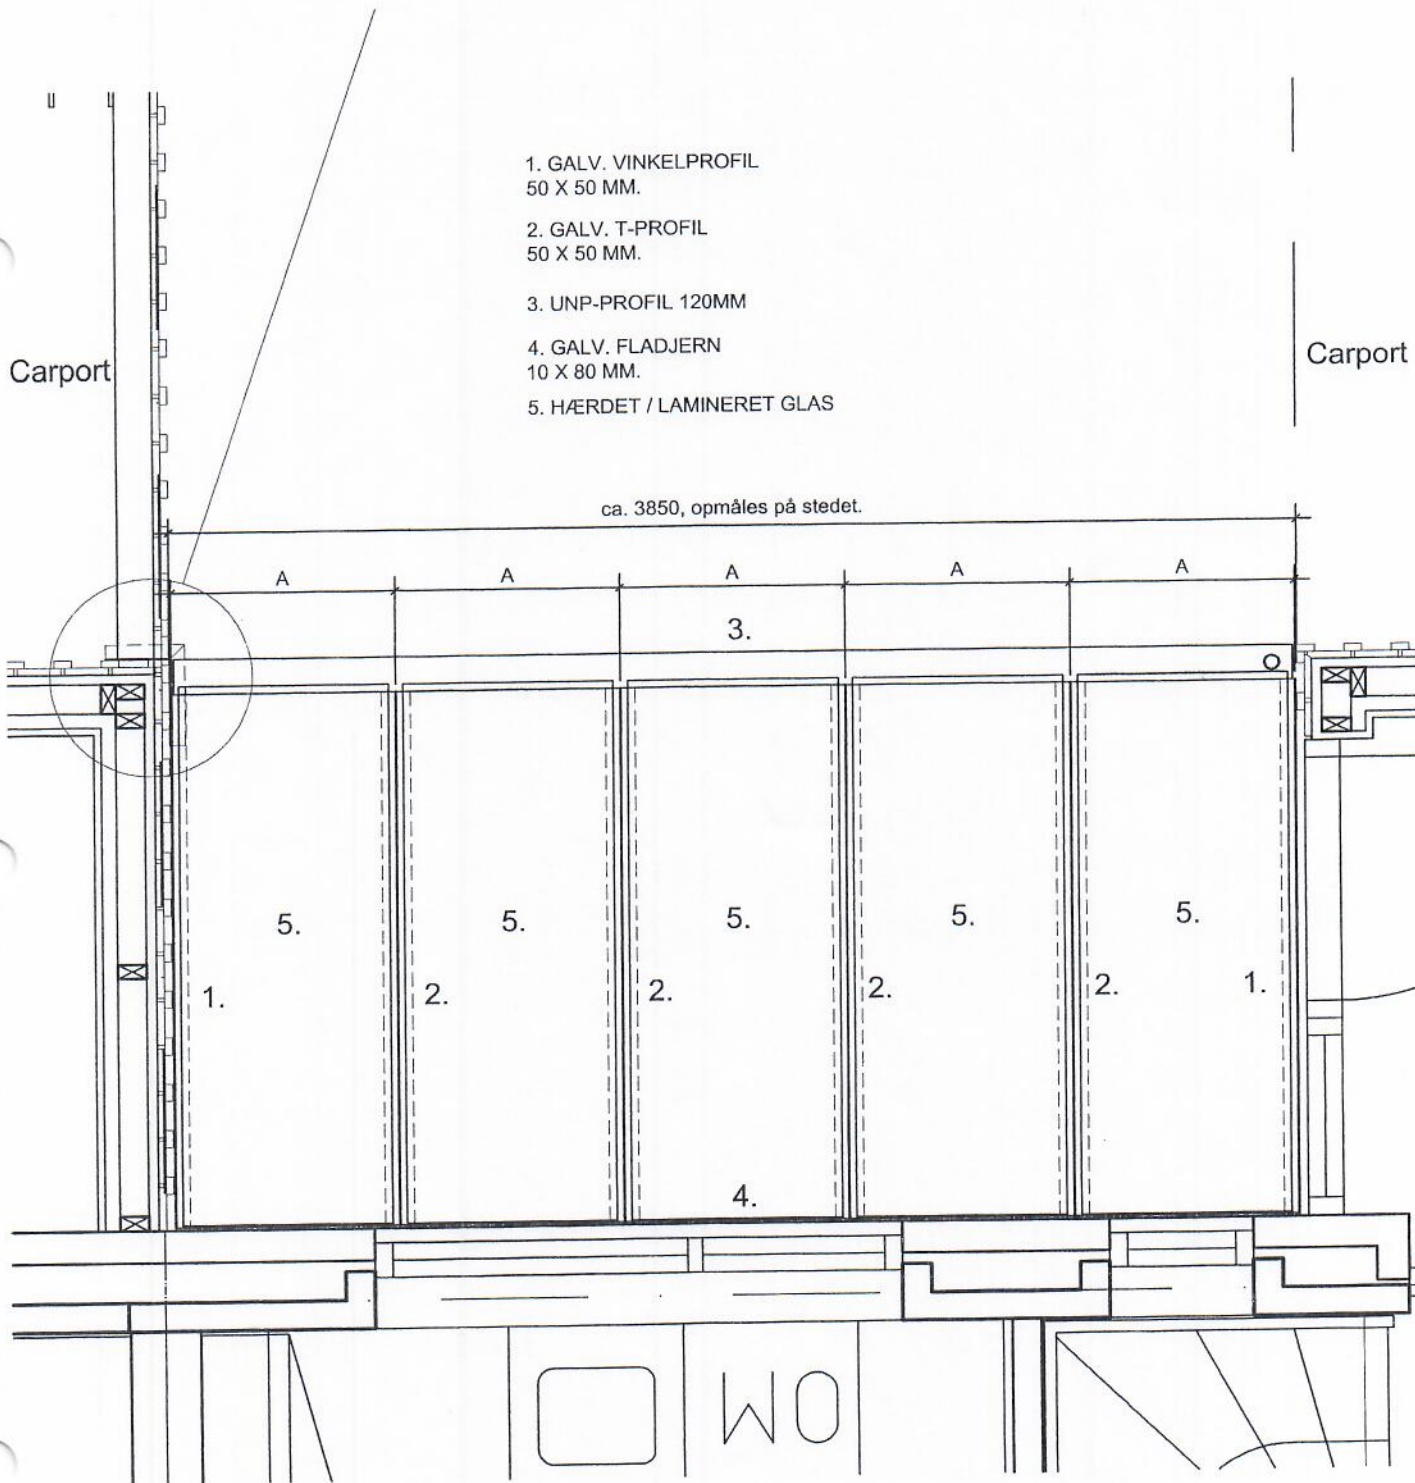 1. GALV. VINKELPROFIL
50 X 50 MM.
2. GALV. T-PROFIL
50 X 50 MM.
3. UNP-PROFIL 120MM
4. GALV. FLADJERN
10 X 80 MM.
5. HÆRDET / LAMINERET GLAS
Carport
Carport
ca. 3850, opmåles på stedet.
A A A A A
3.
5. 5. 5. 5. 5.
1. 2. 2. 2. 2. 1.
4.
OM